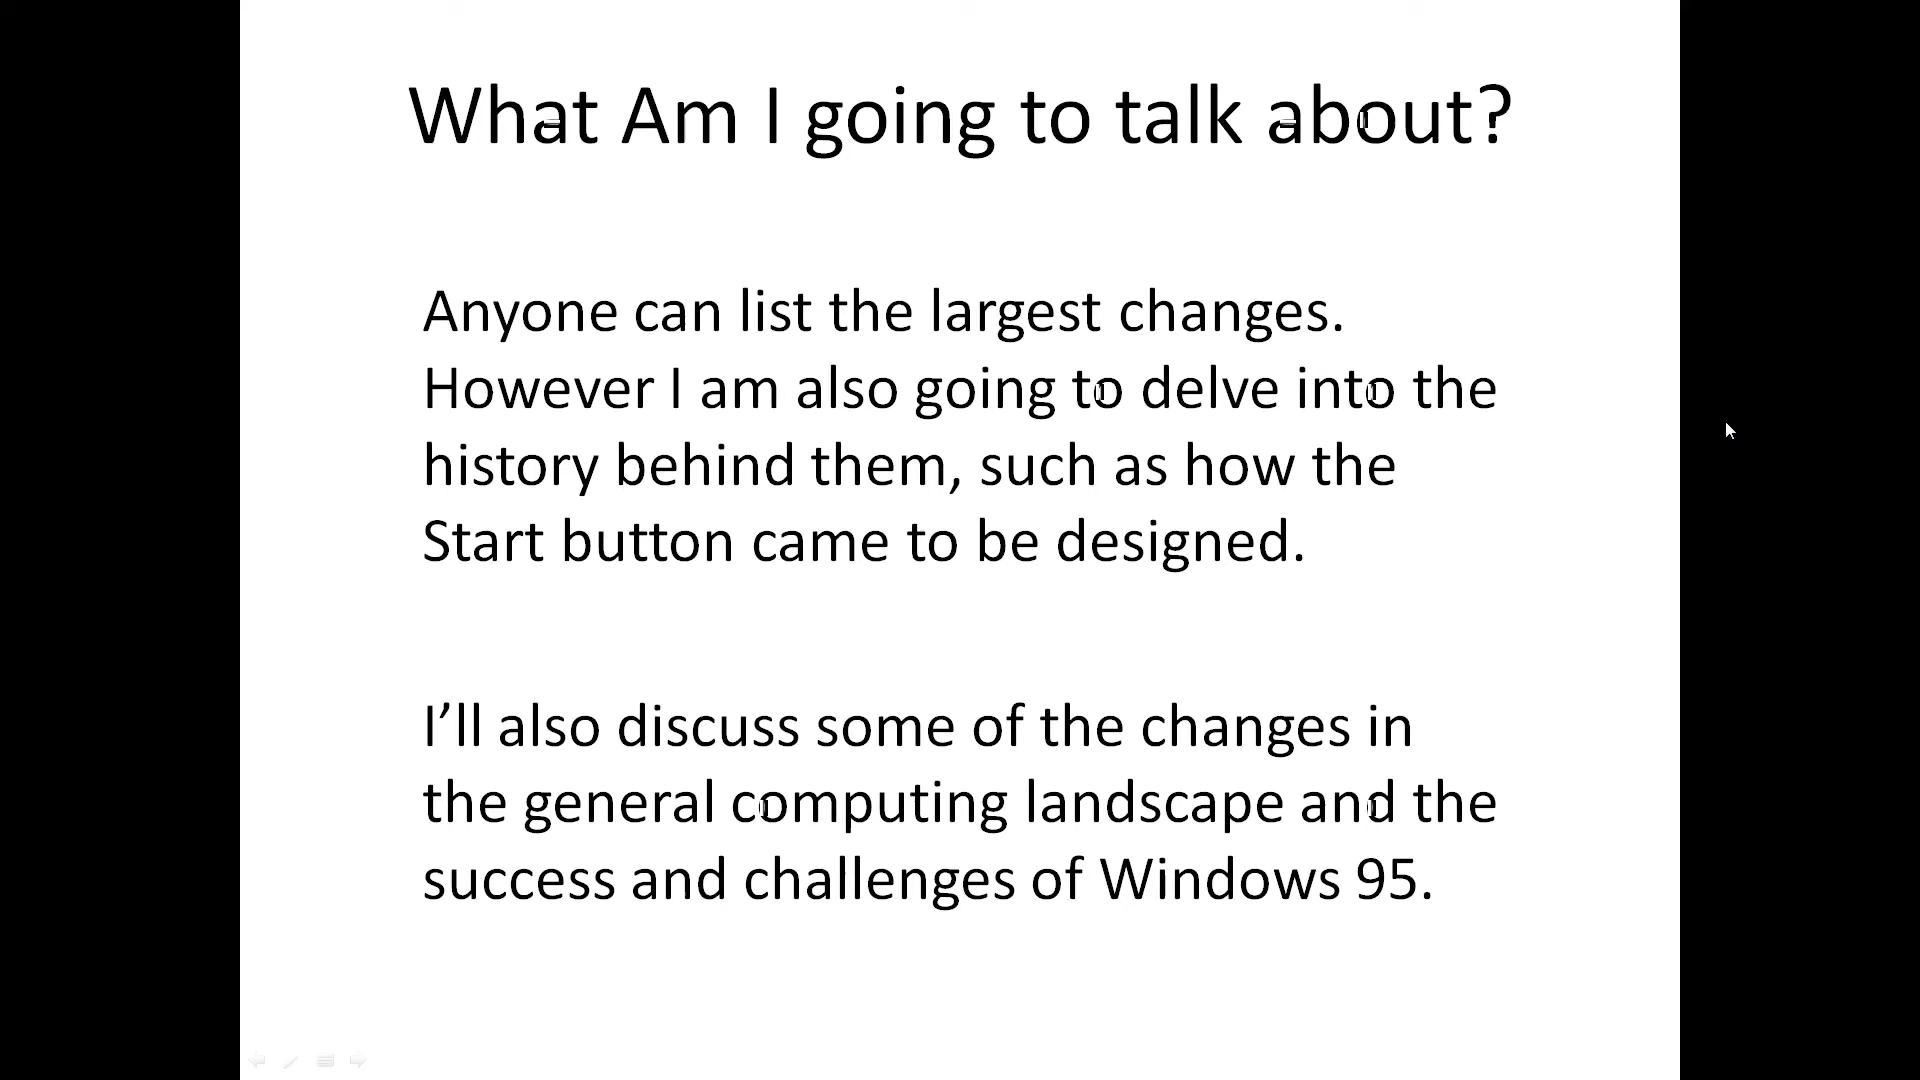 What Am I going to talk about?
Anyone can list the largest changes.
However I am also going to delve into the
history behind them, such as how the
Start button came to be designed.
I’ll also discuss some of the changes in
the general computing landscape and the
success and challenges of Windows 95.